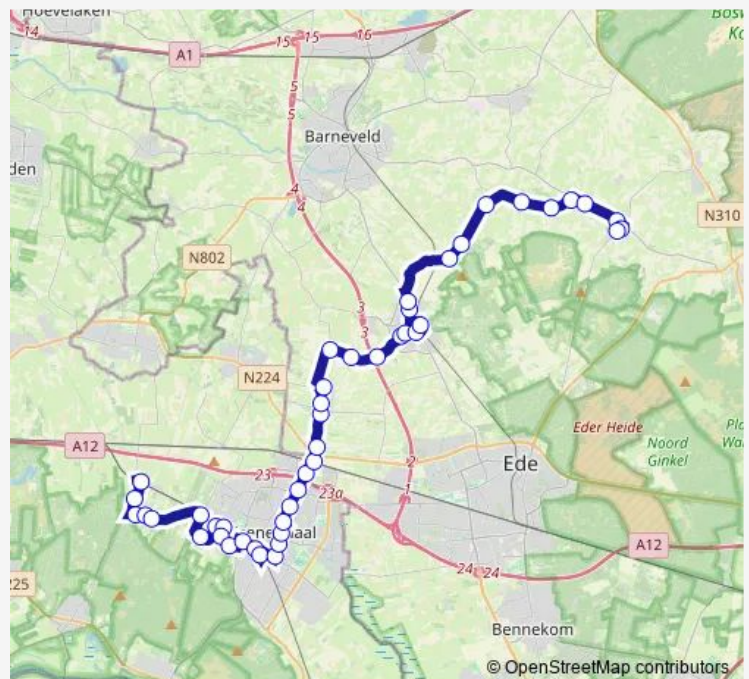 Hoevelaken
14
A1
15
15
16
5
5
Barneveld
den
4
4
N310
N802
3
3
N224
Eder Heide
Noord
Ginkel
A12
2
Ede
23
23a
1
A12
24
24
225
Bennekom
© OpenStreetMap contributors